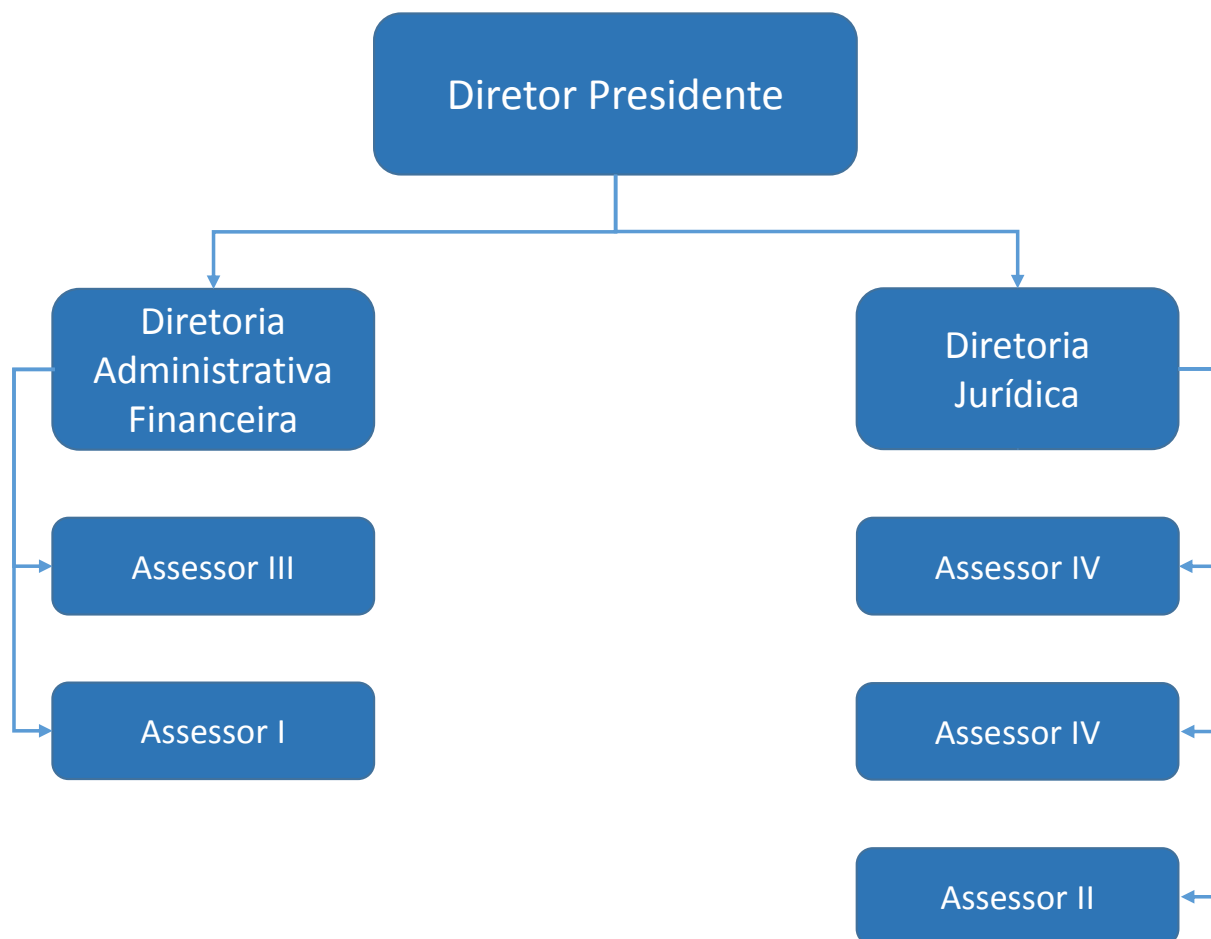 Diretor Presidente
Diretoria
Administrativa
Financeira
Diretoria
Jurídica
Assessor III
Assessor IV
Assessor I
Assessor IV
Assessor II